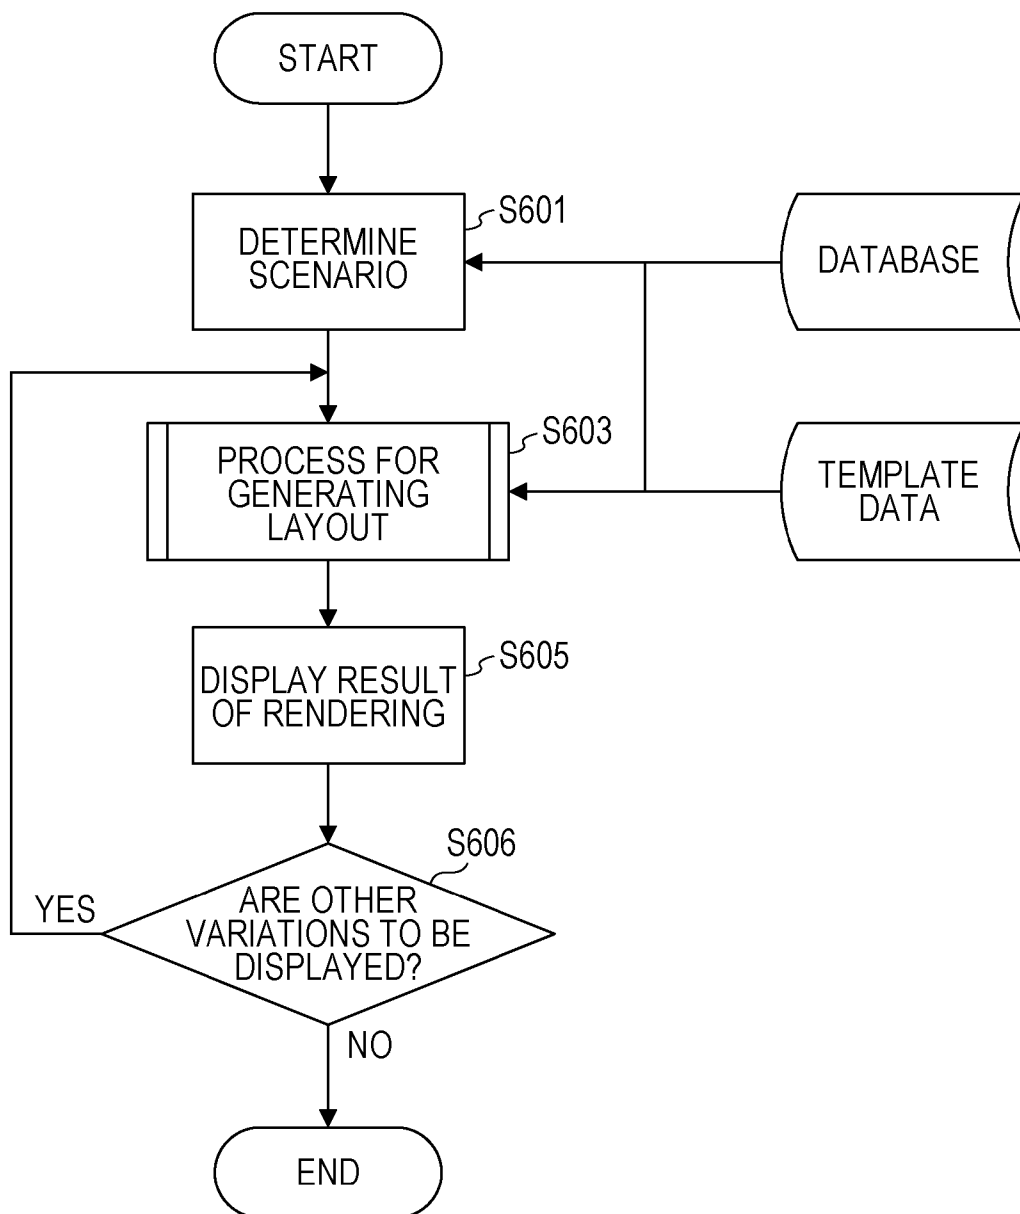 START
S601
DETERMINE
SCENARIO
DATABASE
S603
PROCESS FOR
GENERATING
LAYOUT
TEMPLATE
DATA
S605
DISPLAY RESULT
OF RENDERING
S606
YES
ARE OTHER
VARIATIONS TO BE
DISPLAYED?
NO
END